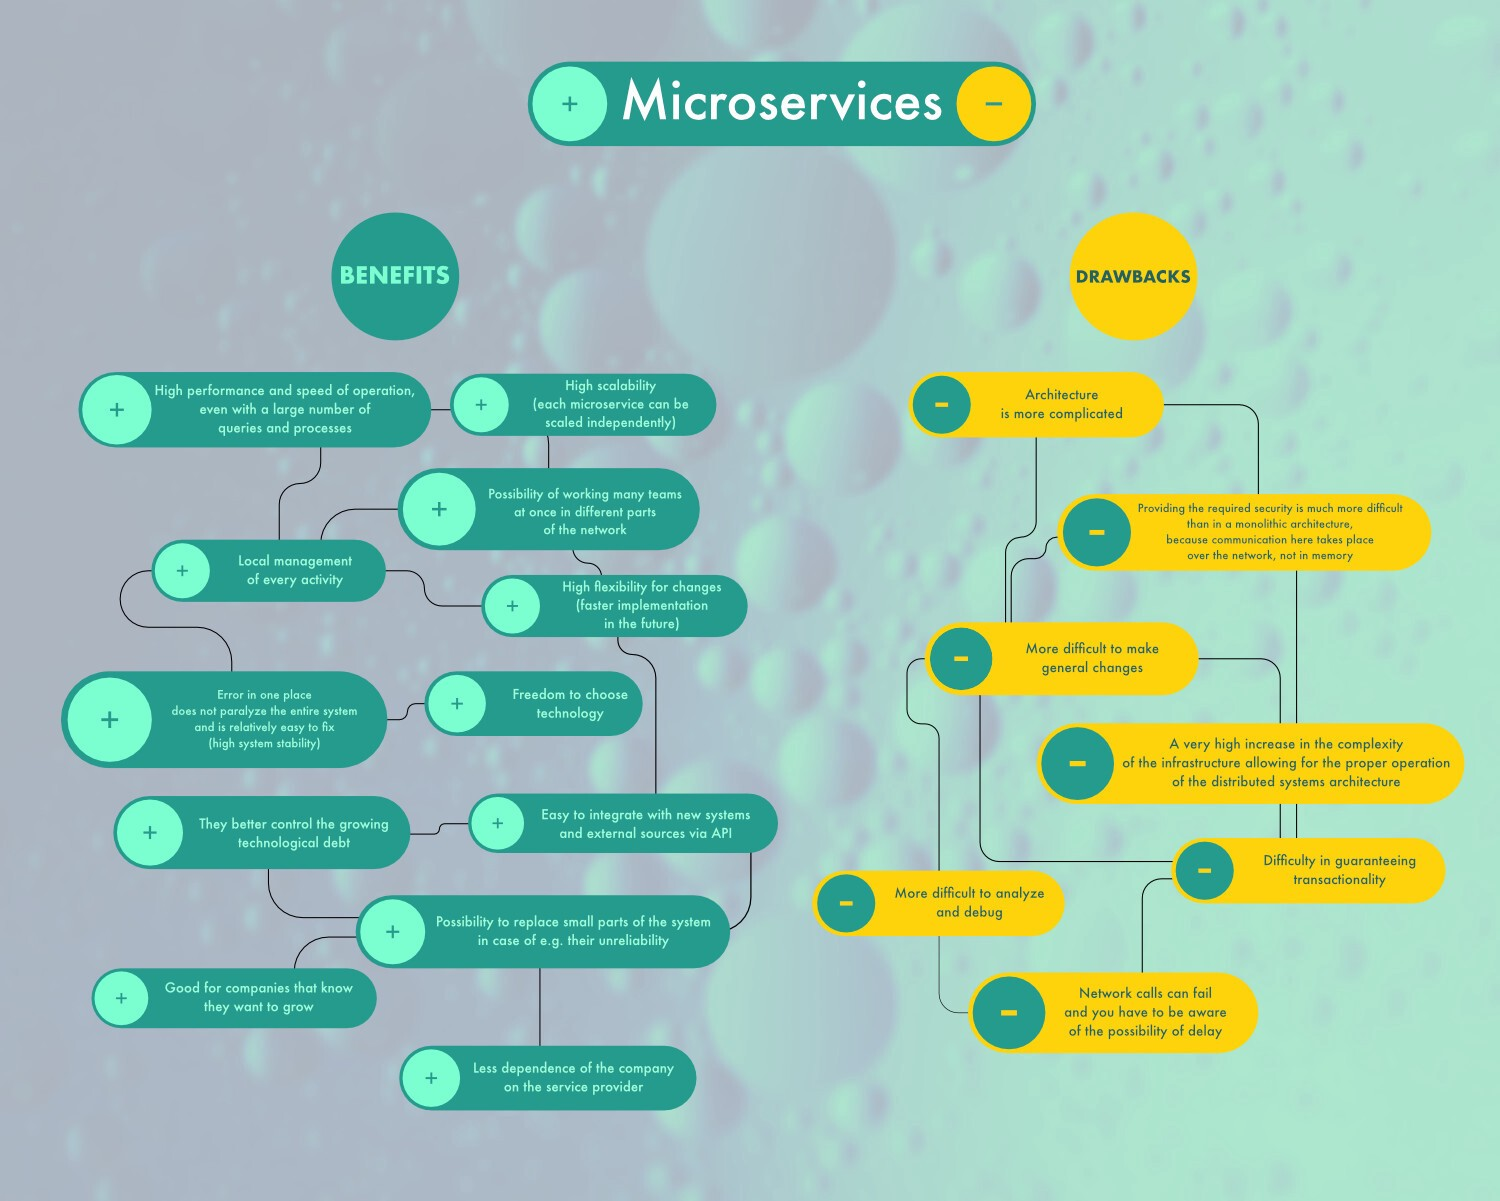 + Microservices −
BENEFITS
DRAWBACKS
+ High performance and speed of operation,
even with a large number of
queries and processes
+ High scalability
(each microservice can be
scaled independently)
+ Possibility of working many teams
at once in different parts
of the network
+ Local management
of every activity
+ High flexibility for changes
(faster implementation
in the future)
+ Error in one place
does not paralyze the entire system
and is relatively easy to fix
(high system stability)
+ Freedom to choose
technology
+ They better control the growing
technological debt
+ Easy to integrate with new systems
and external sources via API
+ Possibility to replace small parts of the system
in case of e.g. their unreliability
+ Good for companies that know
they want to grow
+ Less dependence of the company
on the service provider
− Architecture
is more complicated
− Providing the required security is much more difficult
than in a monolithic architecture,
because communication here takes place
over the network, not in memory
− More difficult to make
general changes
− A very high increase in the complexity
of the infrastructure allowing for the proper operation
of the distributed systems architecture
− Difficulty in guaranteeing
transactionality
− More difficult to analyze
and debug
− Network calls can fail
and you have to be aware
of the possibility of delay